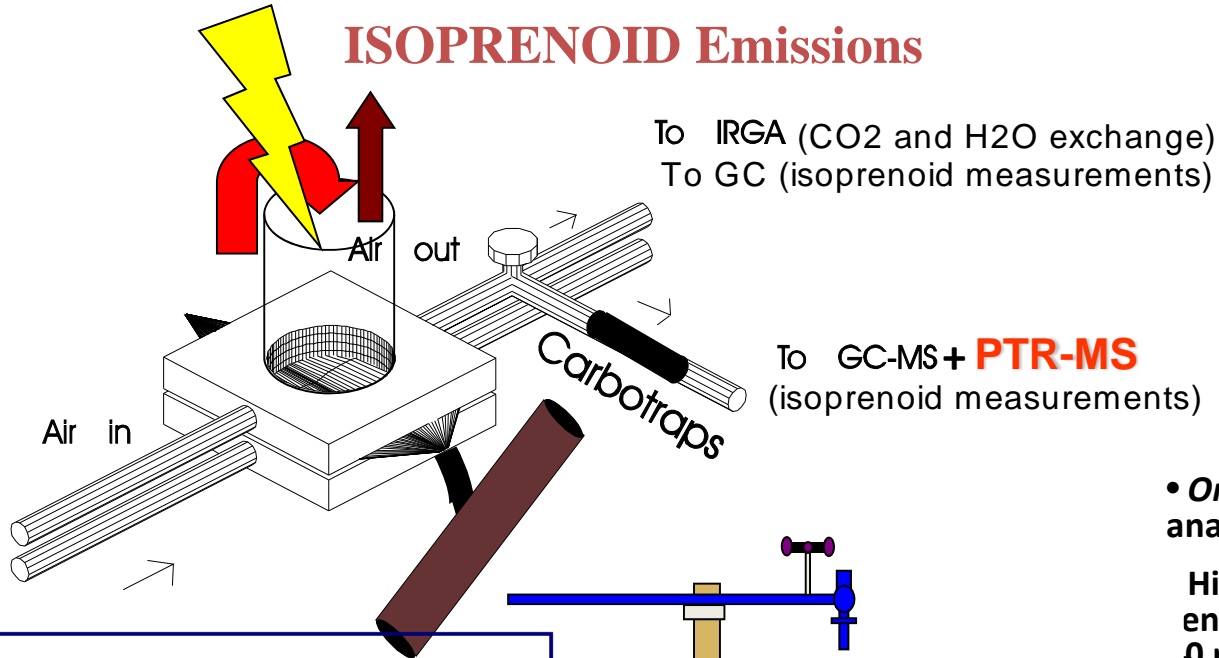 ISOPRENOID Emissions
To IRGA (CO2 and H2O exchange)
To GC (isoprenoid measurements)
Air out
Carbotraps
To GC-MS + PTR-MS
(isoprenoid measurements)
Air in